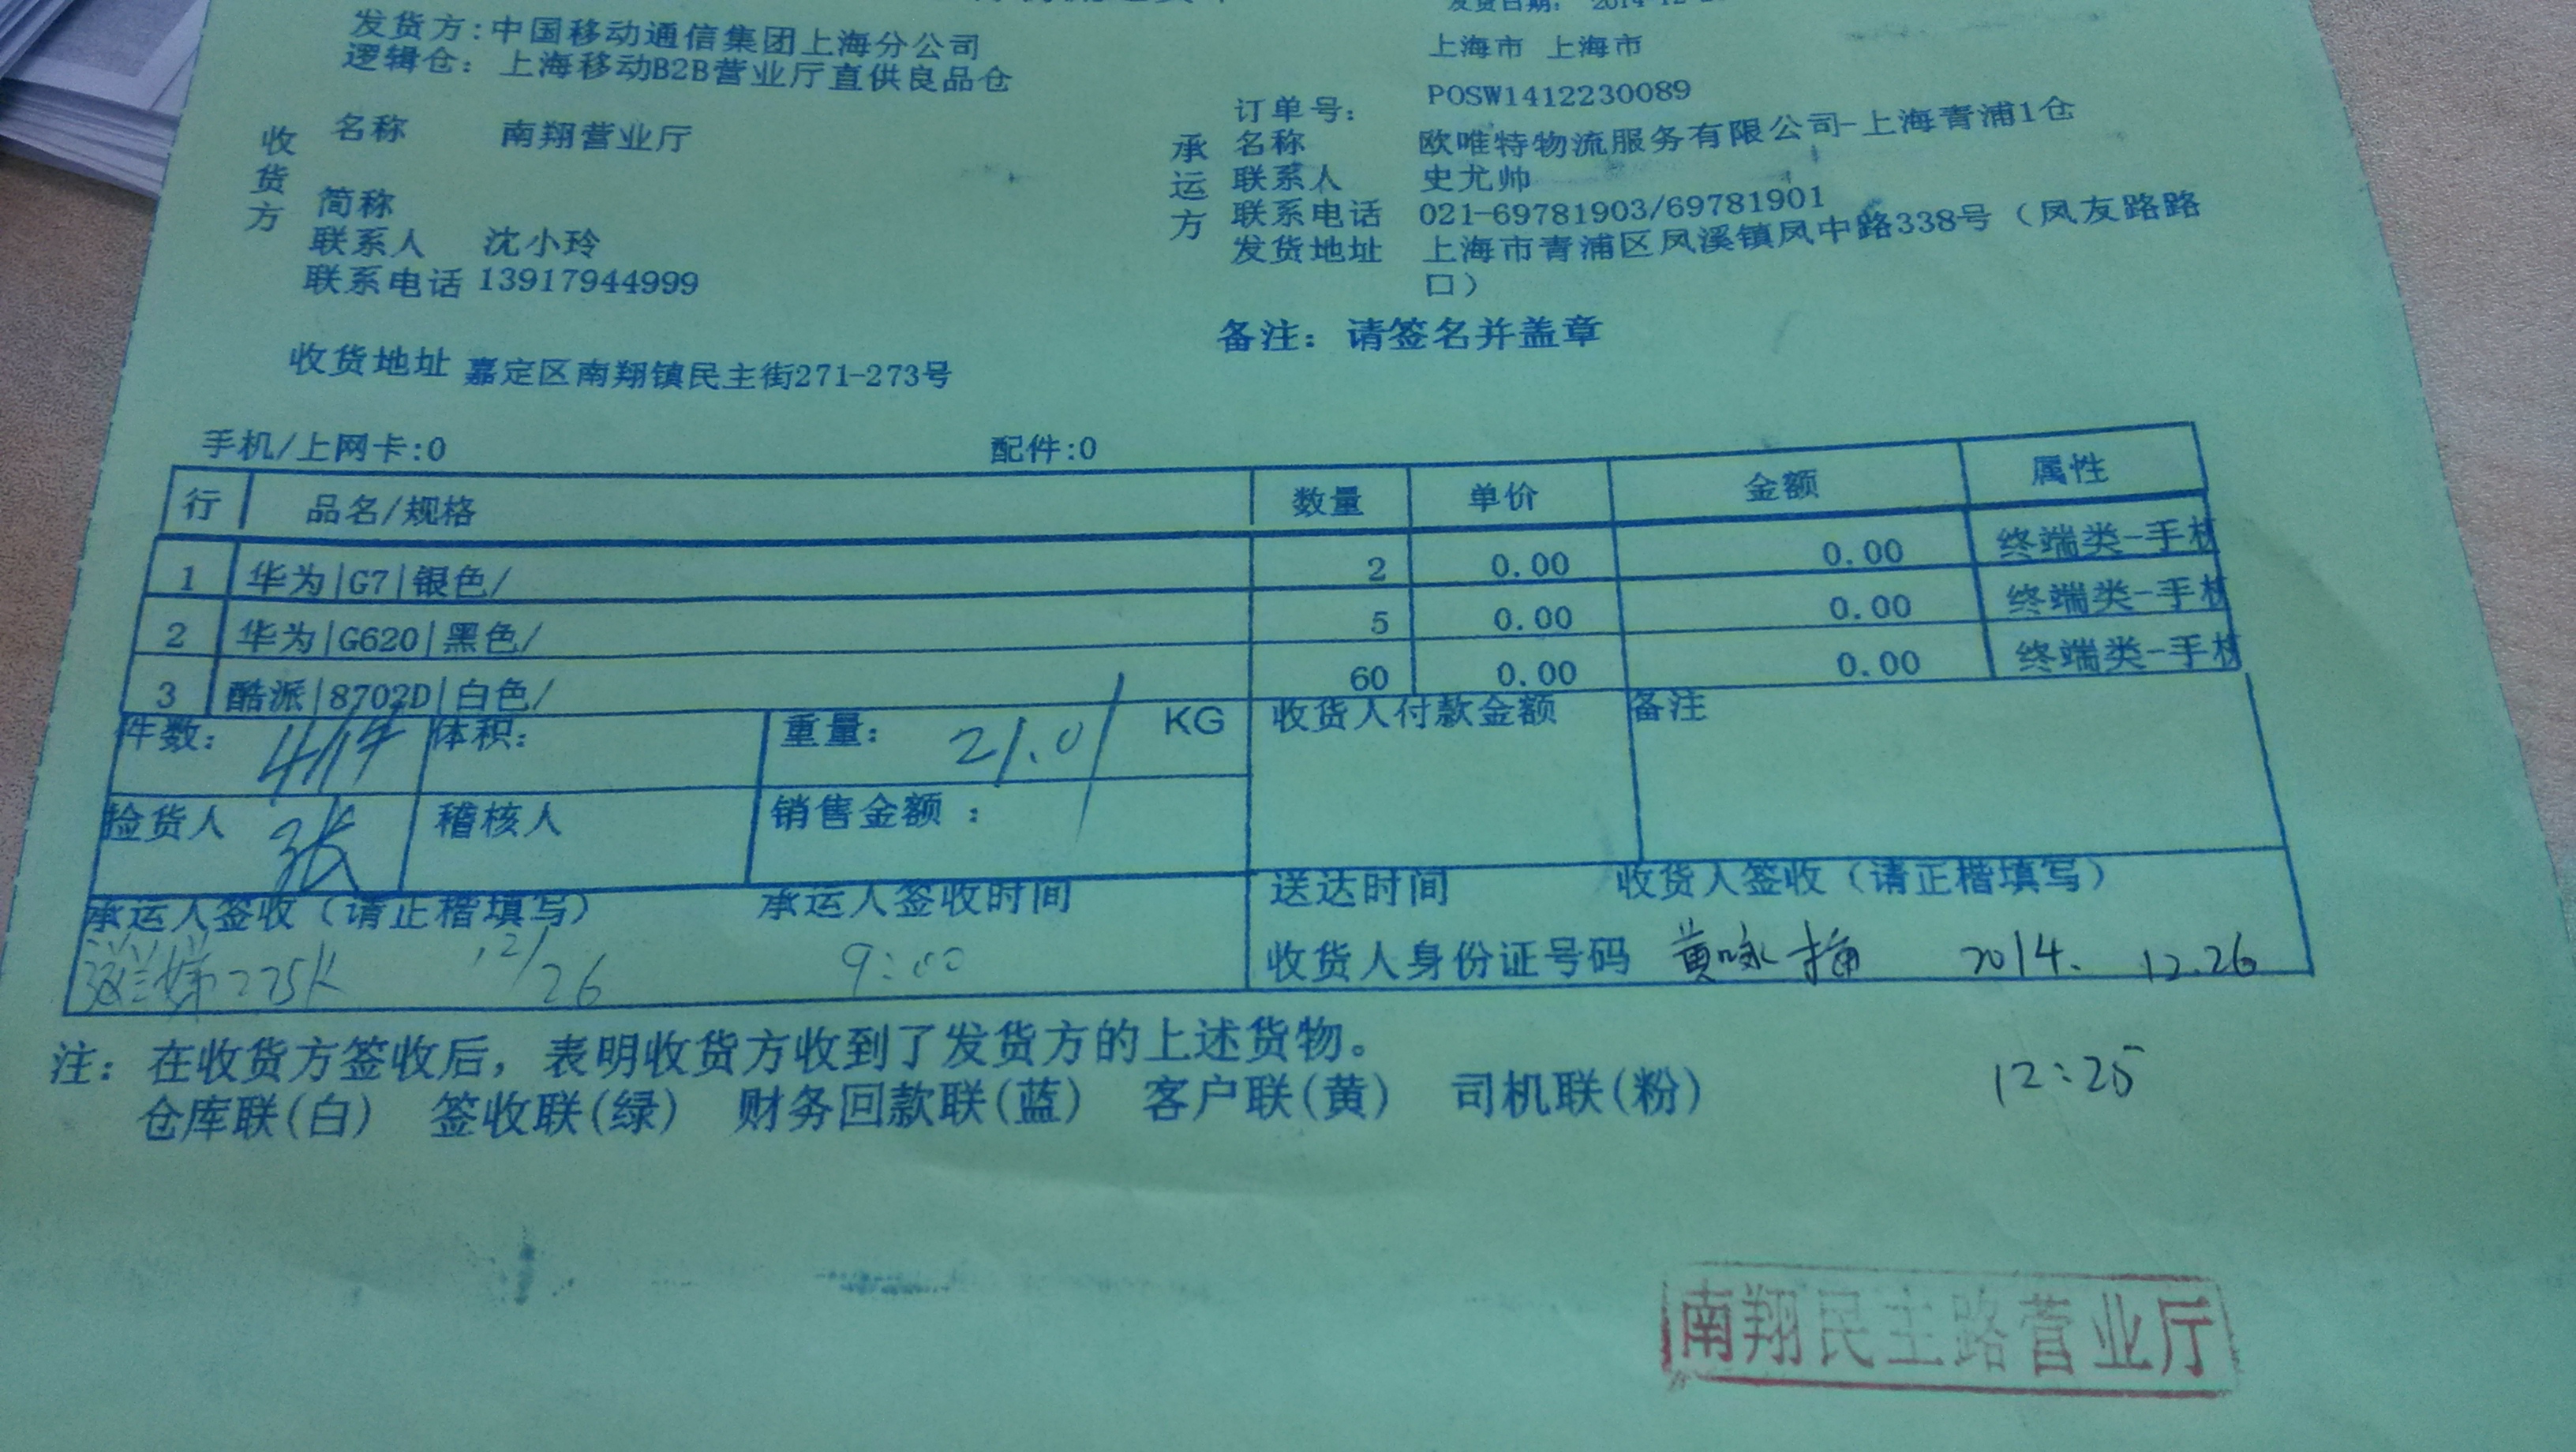 发货方:中国移动通信集团上海分公司
逻辑仓: 上海移动B2B营业厅直供良品仓
发货日期: 2014-12-2
上海市 上海市
订单号: POSW1412230089
收货方
名称 南翔营业厅
简称
联系人 沈小玲
联系电话 13917944999
收货地址 嘉定区南翔镇民主街271-273号
承运方
名称 欧唯特物流服务有限公司-上海青浦1仓
联系人 史尤帅
联系电话 021-69781903/69781901
发货地址 上海市青浦区凤溪镇凤中路338号（凤友路路
口）
备注: 请签名并盖章
手机/上网卡:0 配件:0
行 品名/规格 数量 单价 金额 属性
1 华为|G7|银色/ 2 0.00 0.00 终端类-手机
2 华为|G620|黑色/ 5 0.00 0.00 终端类-手机
3 酷派|8702D|白色/ 60 0.00 0.00 终端类-手机
件数: 4件 体积: 重量: 21.0 KG 收货人付款金额 备注
捡货人 张 稽核人 销售金额 :
承运人签收（请正楷填写） 承运人签收时间 送达时间 收货人签收（请正楷填写）
12/26 9:00 收货人身份证号码 黄咏梅 2014. 12.26
12:25
注: 在收货方签收后，表明收货方收到了发货方的上述货物。
仓库联(白) 签收联(绿) 财务回款联(蓝) 客户联(黄) 司机联(粉)
南翔民主路营业厅